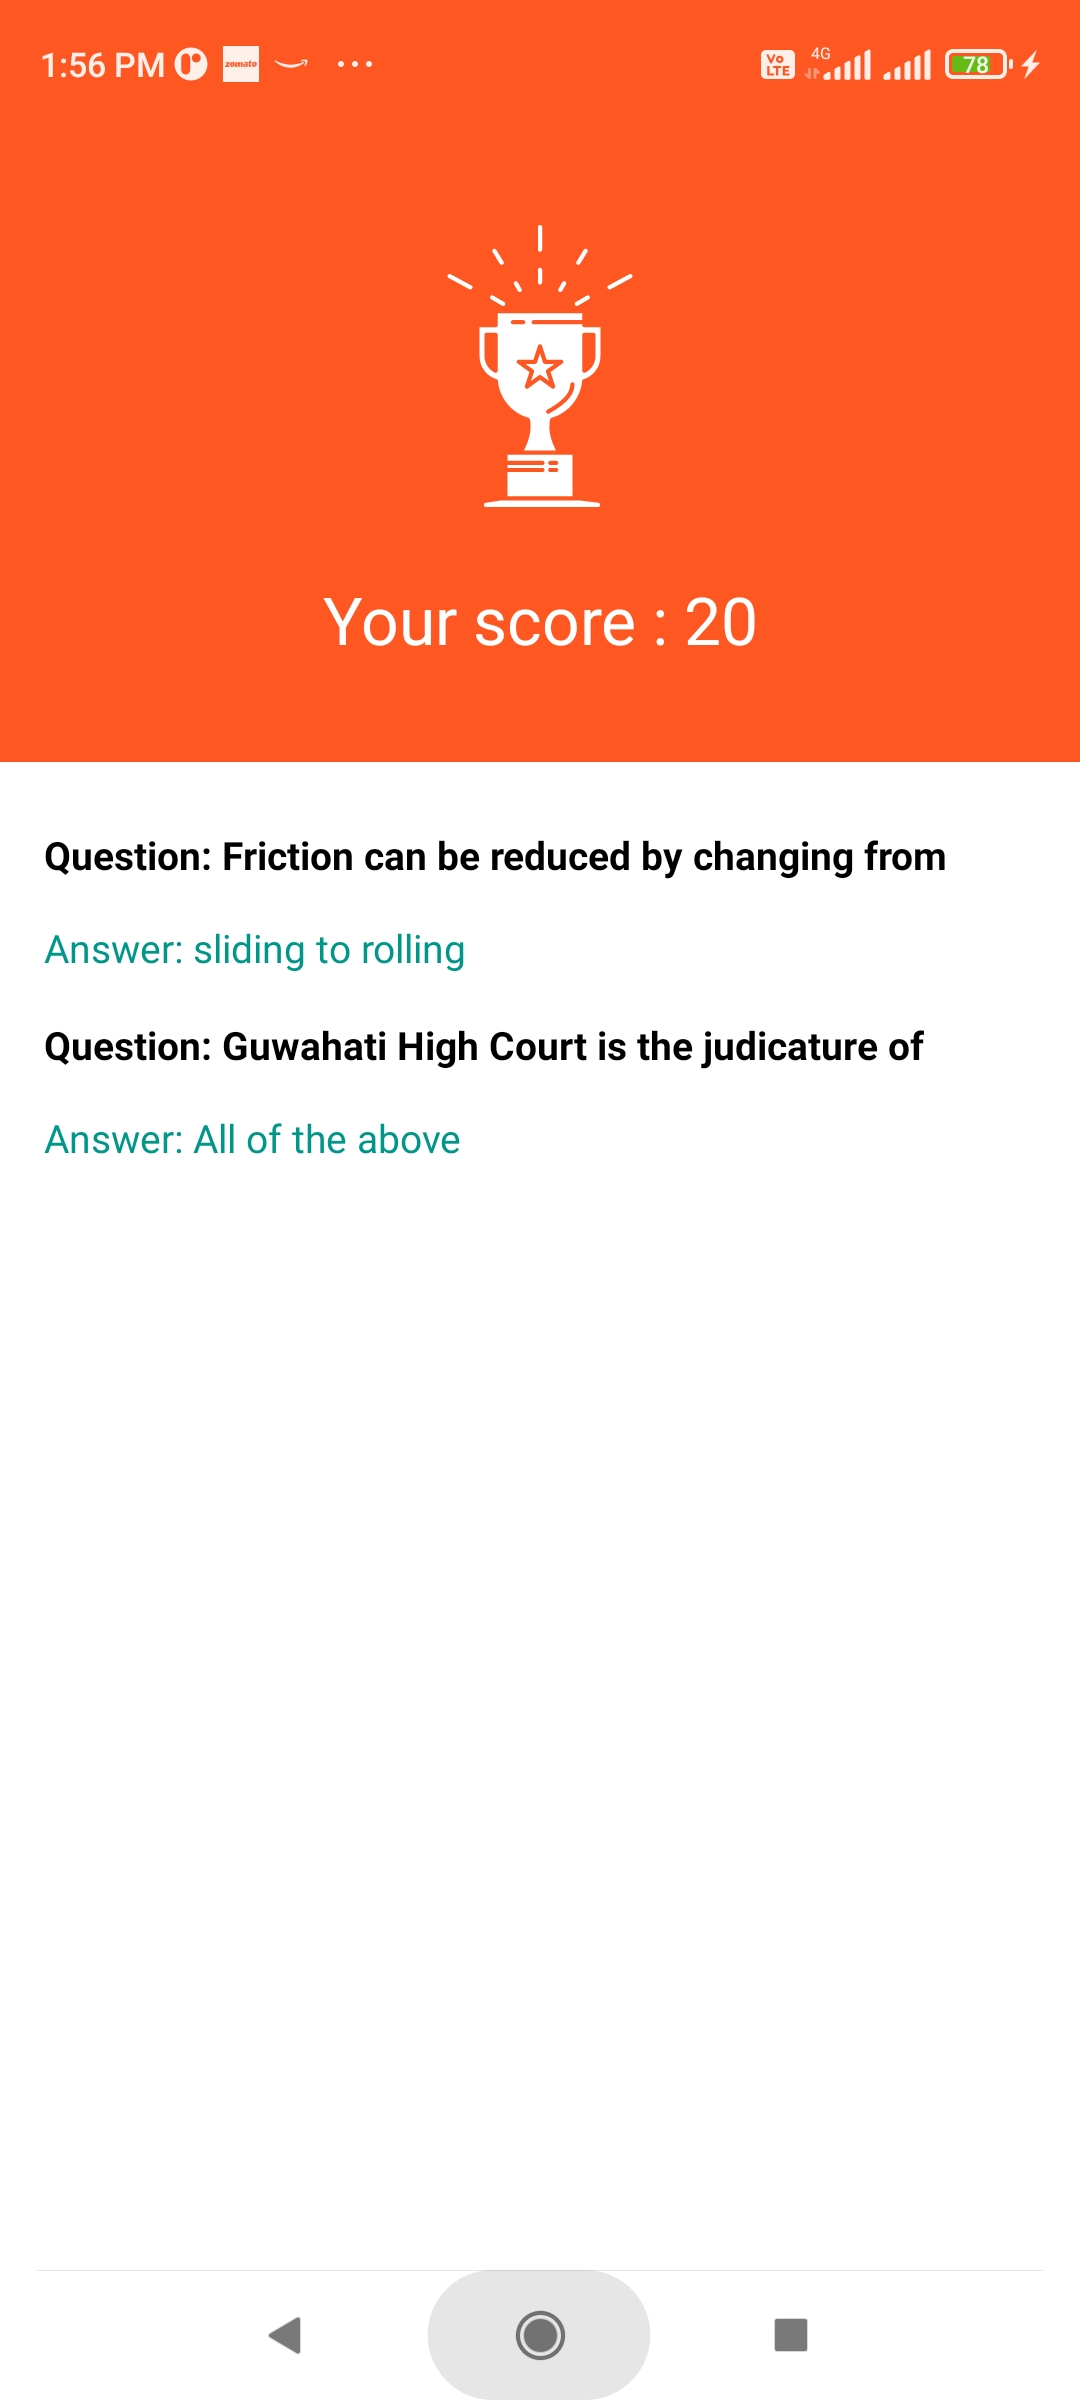 1:56 PM zomato Vo LTE 4G 78
Your score : 20
Question: Friction can be reduced by changing from
Answer: sliding to rolling
Question: Guwahati High Court is the judicature of
Answer: All of the above